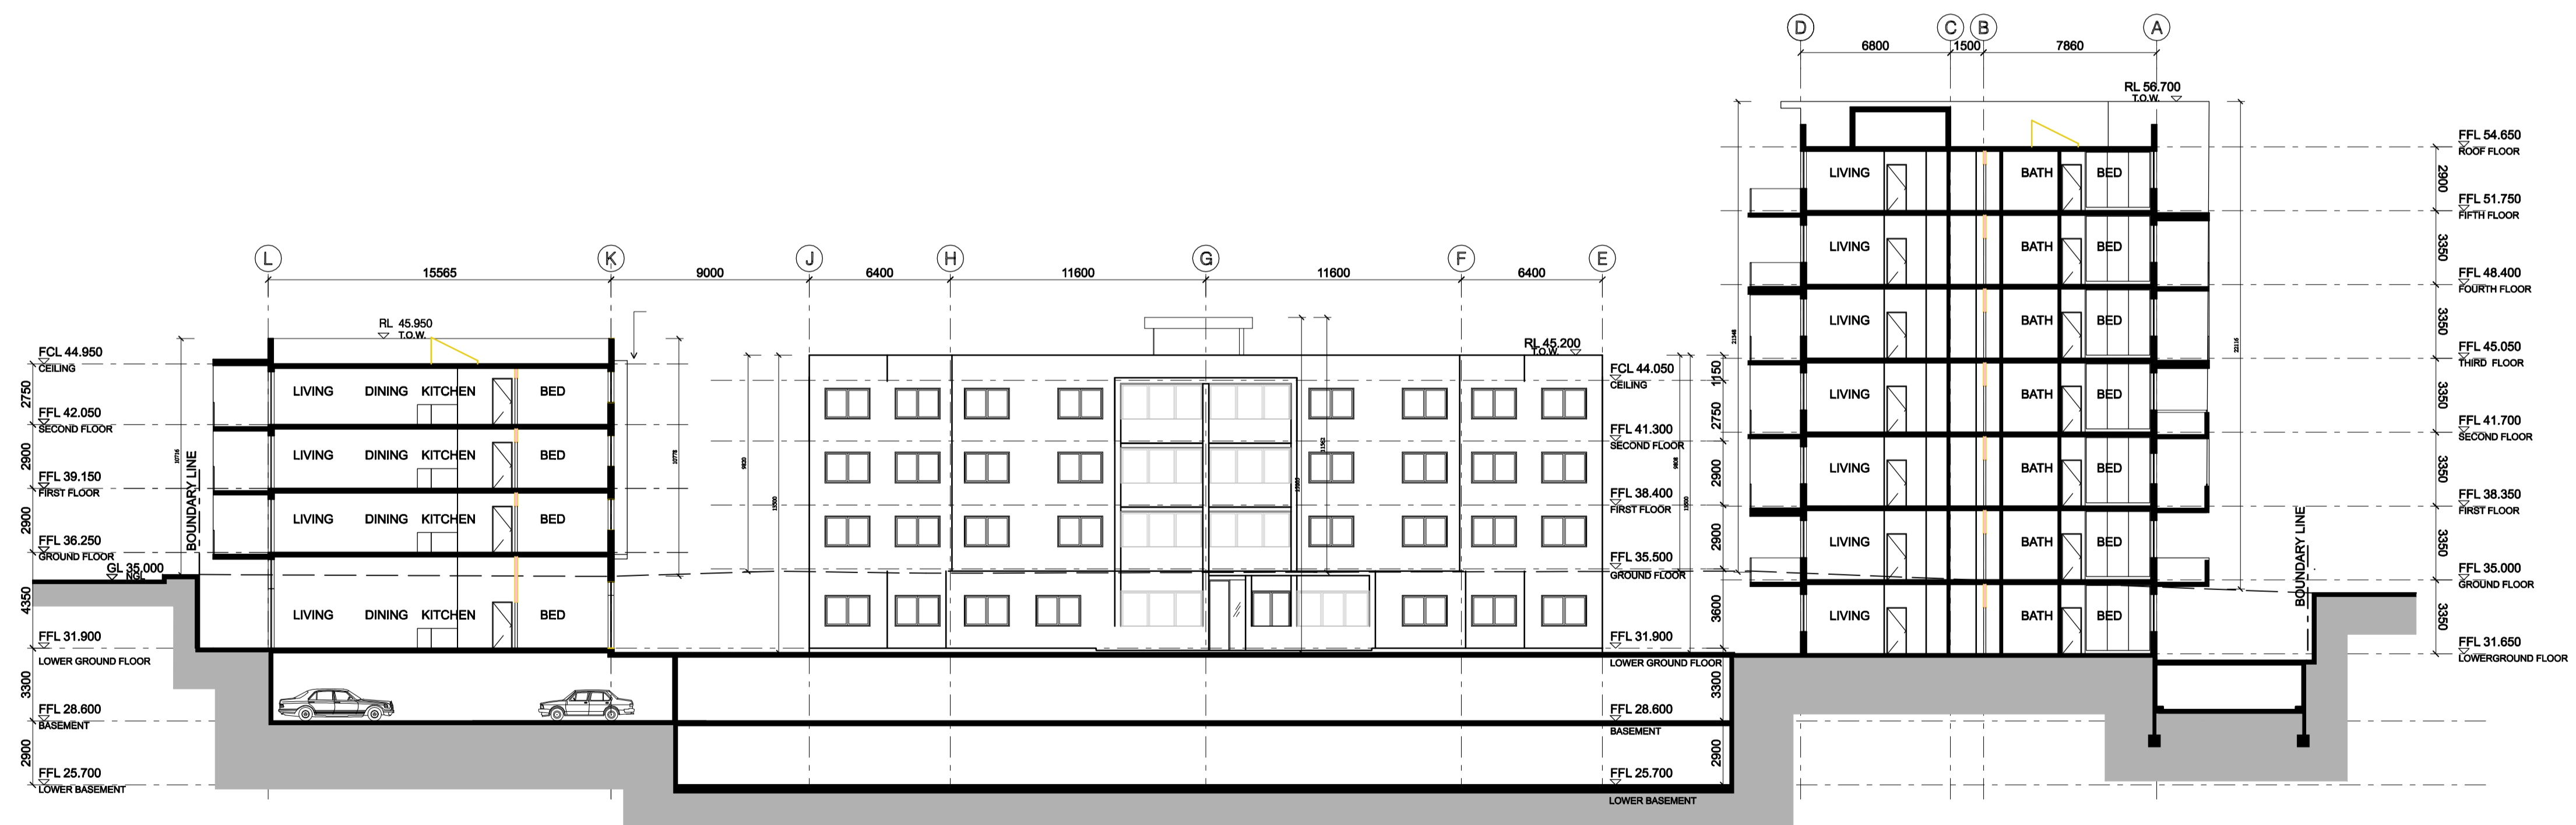 D C B A
6800 1500 7860
RL 56.700
T.O.W.
L K J H G F E
15565 9000 6400 11600 11600 6400
RL 45.950
T.O.W.
FCL 44.950
CEILING
2750
FFL 42.050
SECOND FLOOR
2900
FFL 39.150
FIRST FLOOR
2900
FFL 36.250
GROUND FLOOR
GL 35.000
NGL
4350
FFL 31.900
LOWER GROUND FLOOR
3300
FFL 28.600
BASEMENT
2900
FFL 25.700
LOWER BASEMENT
10716
BOUNDARY LINE
LIVING DINING KITCHEN BED
LIVING DINING KITCHEN BED
LIVING DINING KITCHEN BED
LIVING DINING KITCHEN BED
10778
9820
13500
RL 45.200
T.O.W.
1150
FCL 44.050
CEILING
2750
FFL 41.300
SECOND FLOOR
2900
FFL 38.400
FIRST FLOOR
2900
FFL 35.500
GROUND FLOOR
3600
FFL 31.900
LOWER GROUND FLOOR
3300
FFL 28.600
BASEMENT
2900
FFL 25.700
LOWER BASEMENT
21348
LIVING BATH BED
LIVING BATH BED
LIVING BATH BED
LIVING BATH BED
LIVING BATH BED
LIVING BATH BED
LIVING BATH BED
22116
BOUNDARY LINE
FFL 54.650
ROOF FLOOR
2900
FFL 51.750
FIFTH FLOOR
3350
FFL 48.400
FOURTH FLOOR
3350
FFL 45.050
THIRD FLOOR
3350
FFL 41.700
SECOND FLOOR
3350
FFL 38.350
FIRST FLOOR
3350
FFL 35.000
GROUND FLOOR
3350
FFL 31.650
LOWERGROUND FLOOR